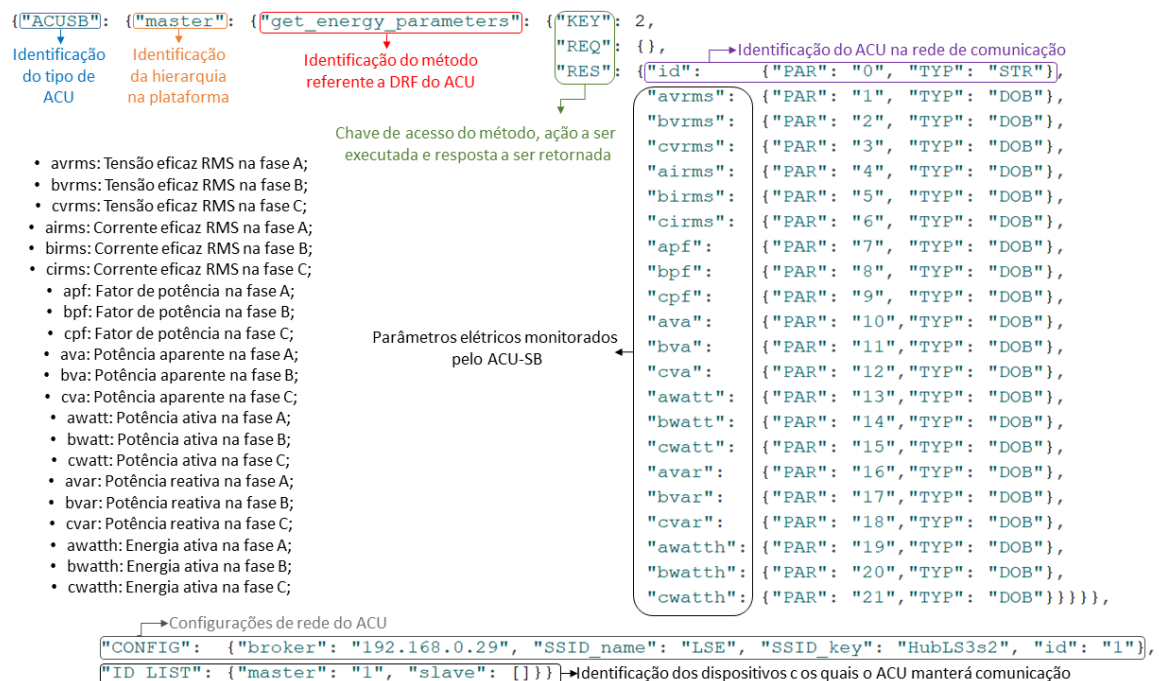 {"ACUSB": {"master": {"get_energy_parameters": {"KEY": 2,
"REQ": {},
"RES": {"id": {"PAR": "0", "TYP": "STR"},
Identificação do tipo de ACU
Identificação da hierarquia na plataforma
Identificação do método referente a DRF do ACU
Identificação do ACU na rede de comunicação
Chave de acesso do método, ação a ser executada e resposta a ser retornada
"avrms": {"PAR": "1", "TYP": "DOB"},
"bvrms": {"PAR": "2", "TYP": "DOB"},
"cvrms": {"PAR": "3", "TYP": "DOB"},
"airms": {"PAR": "4", "TYP": "DOB"},
"birms": {"PAR": "5", "TYP": "DOB"},
"cirms": {"PAR": "6", "TYP": "DOB"},
"apf": {"PAR": "7", "TYP": "DOB"},
"bpf": {"PAR": "8", "TYP": "DOB"},
"cpf": {"PAR": "9", "TYP": "DOB"},
"ava": {"PAR": "10","TYP": "DOB"},
"bva": {"PAR": "11","TYP": "DOB"},
"cva": {"PAR": "12","TYP": "DOB"},
"awatt": {"PAR": "13","TYP": "DOB"},
"bwatt": {"PAR": "14","TYP": "DOB"},
"cwatt": {"PAR": "15","TYP": "DOB"},
"avar": {"PAR": "16","TYP": "DOB"},
"bvar": {"PAR": "17","TYP": "DOB"},
"cvar": {"PAR": "18","TYP": "DOB"},
"awatth": {"PAR": "19","TYP": "DOB"},
"bwatth": {"PAR": "20","TYP": "DOB"},
"cwatth": {"PAR": "21","TYP": "DOB"}}}}},
• avrms: Tensão eficaz RMS na fase A;
• bvrms: Tensão eficaz RMS na fase B;
• cvrms: Tensão eficaz RMS na fase C;
• airms: Corrente eficaz RMS na fase A;
• birms: Corrente eficaz RMS na fase B;
• cirms: Corrente eficaz RMS na fase C;
• apf: Fator de potência na fase A;
• bpf: Fator de potência na fase B;
• cpf: Fator de potência na fase C;
• ava: Potência aparente na fase A;
• bva: Potência aparente na fase B;
• cva: Potência aparente na fase C;
• awatt: Potência ativa na fase A;
• bwatt: Potência ativa na fase B;
• cwatt: Potência ativa na fase C;
• avar: Potência reativa na fase A;
• bvar: Potência reativa na fase B;
• cvar: Potência reativa na fase C;
• awatth: Energia ativa na fase A;
• bwatth: Energia ativa na fase B;
• cwatth: Energia ativa na fase C;
Parâmetros elétricos monitorados pelo ACU-SB
Configurações de rede do ACU
"CONFIG": {"broker": "192.168.0.29", "SSID_name": "LSE", "SSID_key": "HubLS3s2", "id": "1"},
"ID LIST": {"master": "1", "slave": []}}
Identificação dos dispositivos c os quais o ACU manterá comunicação